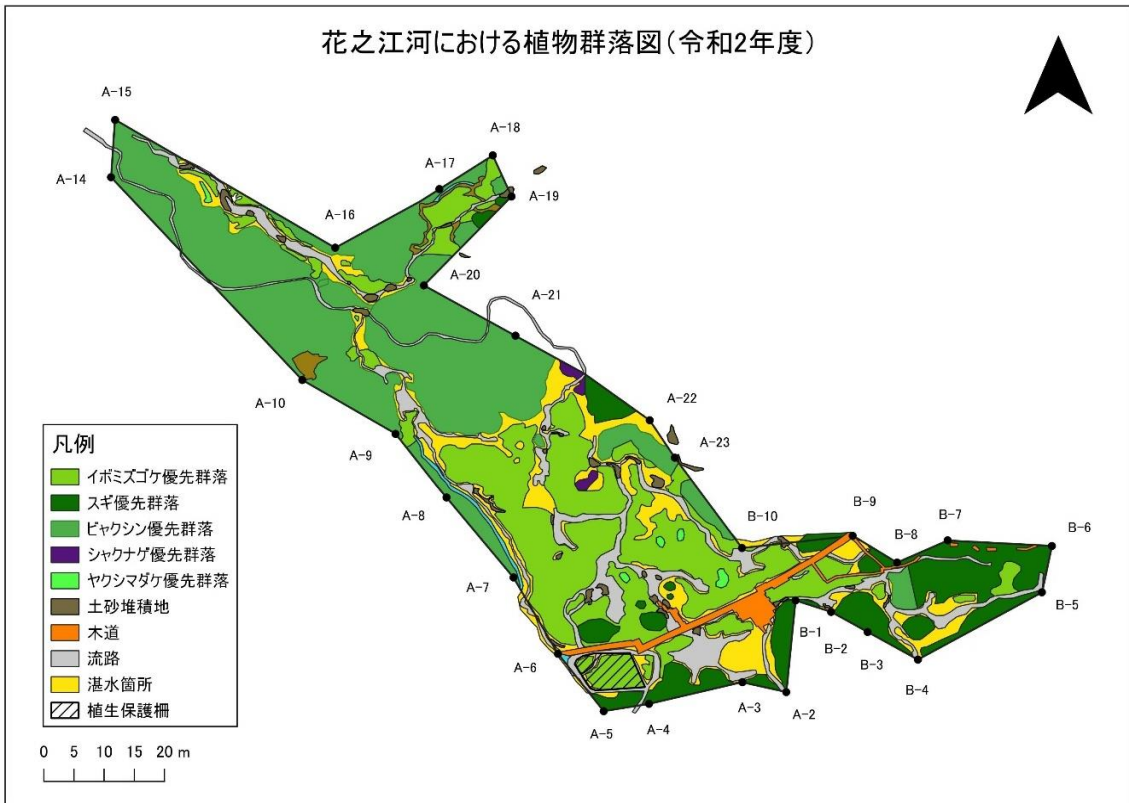 花之江河における植物群落図(令和2年度)
A-15
A-18
A-17
A-14
A-19
A-16
A-20
A-21
A-10
A-22
A-9
A-23
A-8
B-10
B-9
B-8
B-7
B-6
A-7
B-5
B-1
B-2
B-3
A-6
B-4
A-3
A-2
A-5
A-4
凡例
イボミズゴケ優先群落
スギ優先群落
ビャクシン優先群落
シャクナゲ優先群落
ヤクシマダケ優先群落
土砂堆積地
木道
流路
湛水箇所
植生保護柵
0 5 10 15 20 m